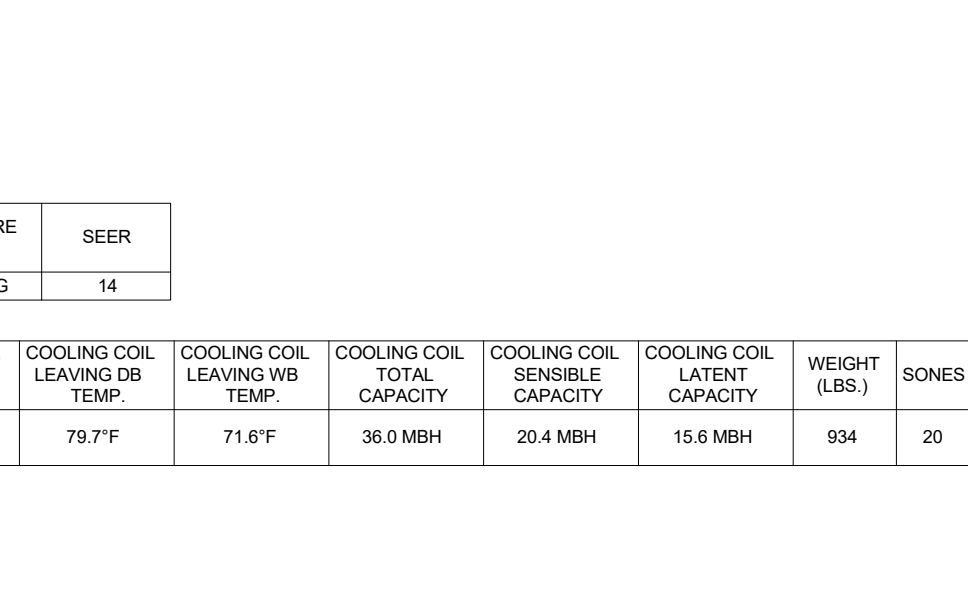 SEER
14
COOLING COIL
LEAVING DB
TEMP.
COOLING COIL
LEAVING WB
TEMP.
COOLING COIL
TOTAL
CAPACITY
COOLING COIL
SENSIBLE
CAPACITY
COOLING COIL
LATENT
CAPACITY
WEIGHT
(LBS.)
SONES
79.7°F
71.6°F
36.0 MBH
20.4 MBH
15.6 MBH
934
20